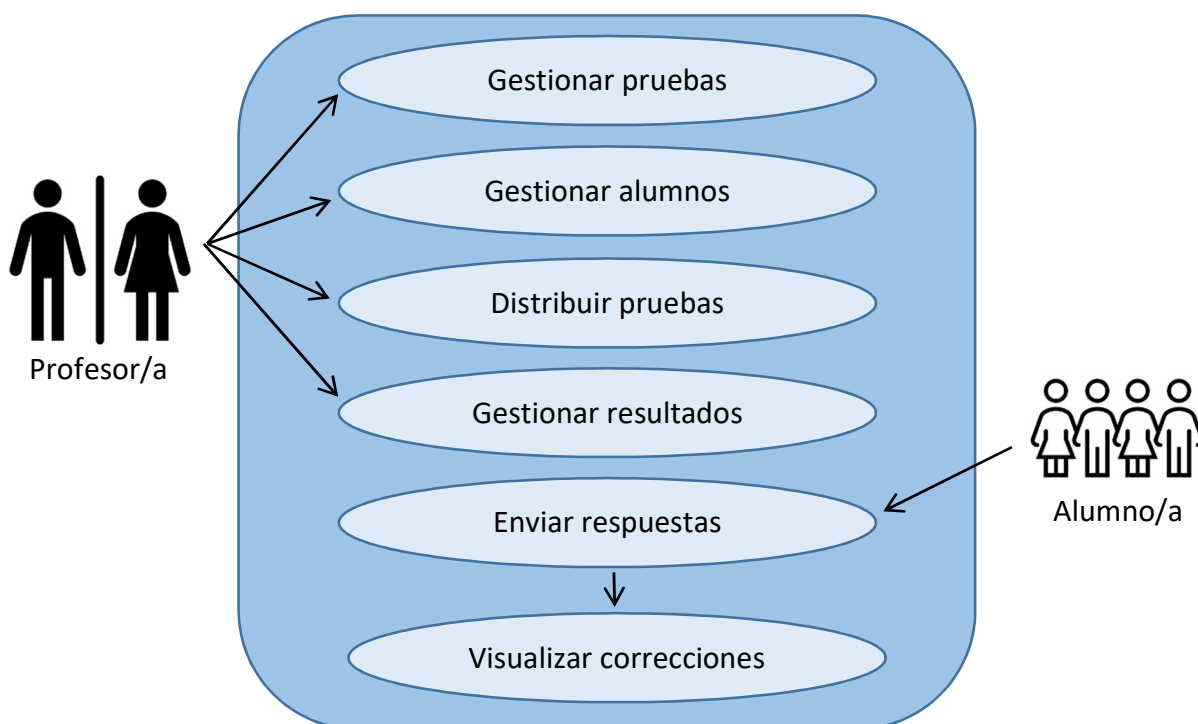 Gestionar pruebas
Gestionar alumnos
Distribuir pruebas
Profesor/a
Gestionar resultados
Enviar respuestas
Alumno/a
Visualizar correcciones